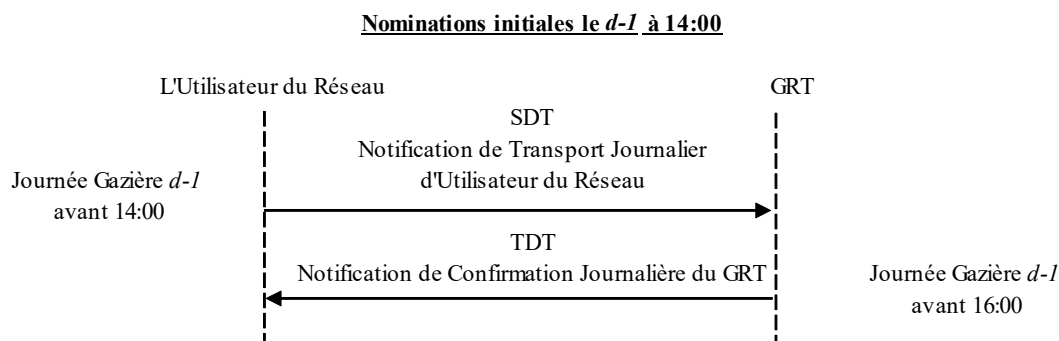 Nominations initiales le d-1 à 14:00
L'Utilisateur du Réseau
GRT
SDT
Notification de Transport Journalier
d'Utilisateur du Réseau
Journée Gazière d-1
avant 14:00
TDT
Notification de Confirmation Journalière du GRT
Journée Gazière d-1
avant 16:00